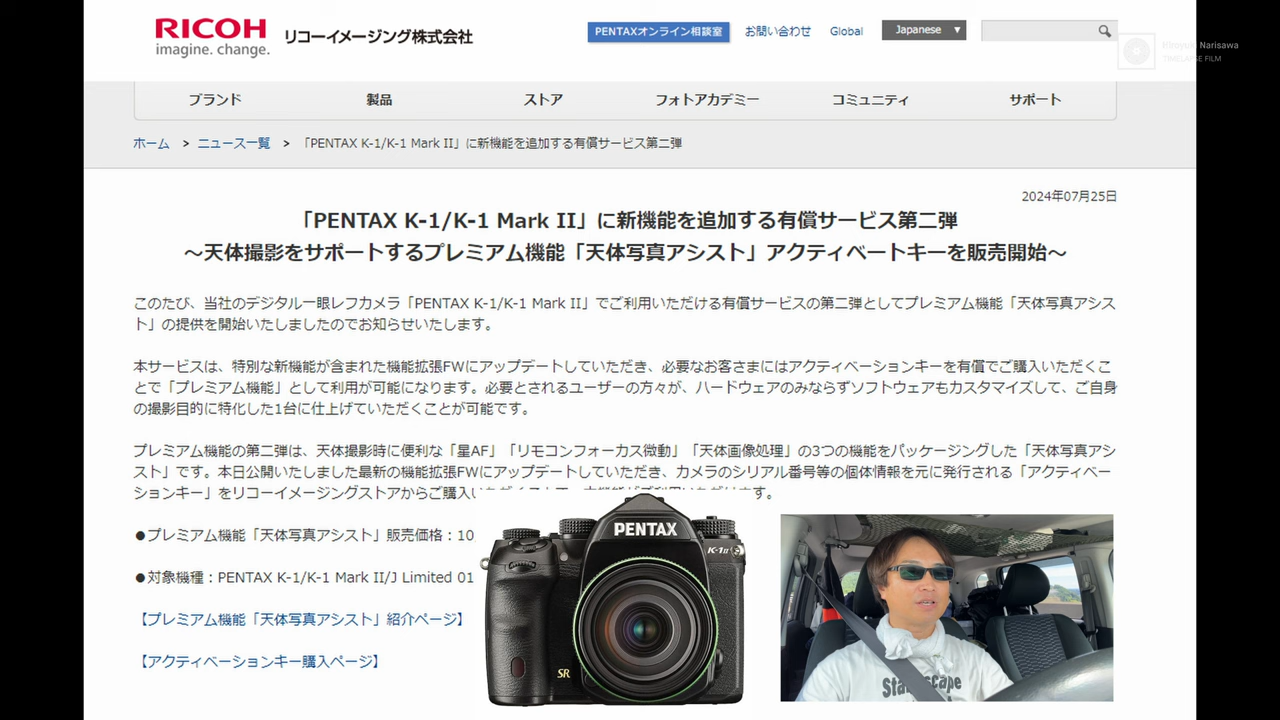 RICOH
imagine. change.
リコーイメージング株式会社
PENTAXオンライン相談室 お問い合わせ Global Japanese ▼
Narisawa
FILM
ブランド 製品 ストア フォトアカデミー コミュニティ サポート
ホーム > ニュース一覧 > 「PENTAX K-1/K-1 Mark II」に新機能を追加する有償サービス第二弾
2024年07月25日
「PENTAX K-1/K-1 Mark II」に新機能を追加する有償サービス第二弾
～天体撮影をサポートするプレミアム機能「天体写真アシスト」アクティベートキーを販売開始～
このたび、当社のデジタル一眼レフカメラ「PENTAX K-1/K-1 Mark II」でご利用いただける有償サービスの第二弾としてプレミアム機能「天体写真アシス
ト」の提供を開始いたしましたのでお知らせいたします。
本サービスは、特別な新機能が含まれた機能拡張FWにアップデートしていただき、必要なお客さまにはアクティベーションキーを有償でご購入いただくこ
とで「プレミアム機能」として利用が可能になります。必要とされるユーザーの方々が、ハードウェアのみならずソフトウェアもカスタマイズして、ご自身
の撮影目的に特化した1台に仕上げていただくことが可能です。
プレミアム機能の第二弾は、天体撮影時に便利な「星AF」「リモコンフォーカス微動」「天体画像処理」の3つの機能をパッケージングした「天体写真アシ
スト」です。本日公開いたしました最新の機能拡張FWにアップデートしていただき、カメラのシリアル番号等の個体情報を元に発行される「アクティベー
ションキー」をリコーイメージングストアからご購入
す。
●プレミアム機能「天体写真アシスト」販売価格：10
●対象機種：PENTAX K-1/K-1 Mark II/J Limited 01
【プレミアム機能「天体写真アシスト」紹介ページ】
【アクティベーションキー購入ページ】
PENTAX
K-1 II
SR